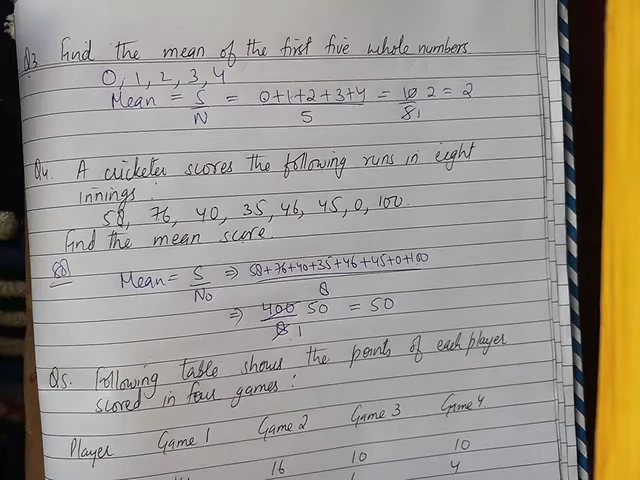 Q3 Find the mean of the first five whole numbers
0, 1, 2, 3, 4
Mean = S/N = 0+1+2+3+4/5 = 10/5 2/1 = 2
Q4. A cricketer scores the following runs in eight
innings:
58, 76, 40, 35, 46, 45, 0, 100.
Find the mean score.
Mean = S/No ⇒ 58+76+40+35+46+45+0+100/8
⇒ 400/8 50/1 = 50
Q5. Following table shows the points of each player
scored in four games:
Player Game 1 Game 2 Game 3 Game 4
16 10 10
4